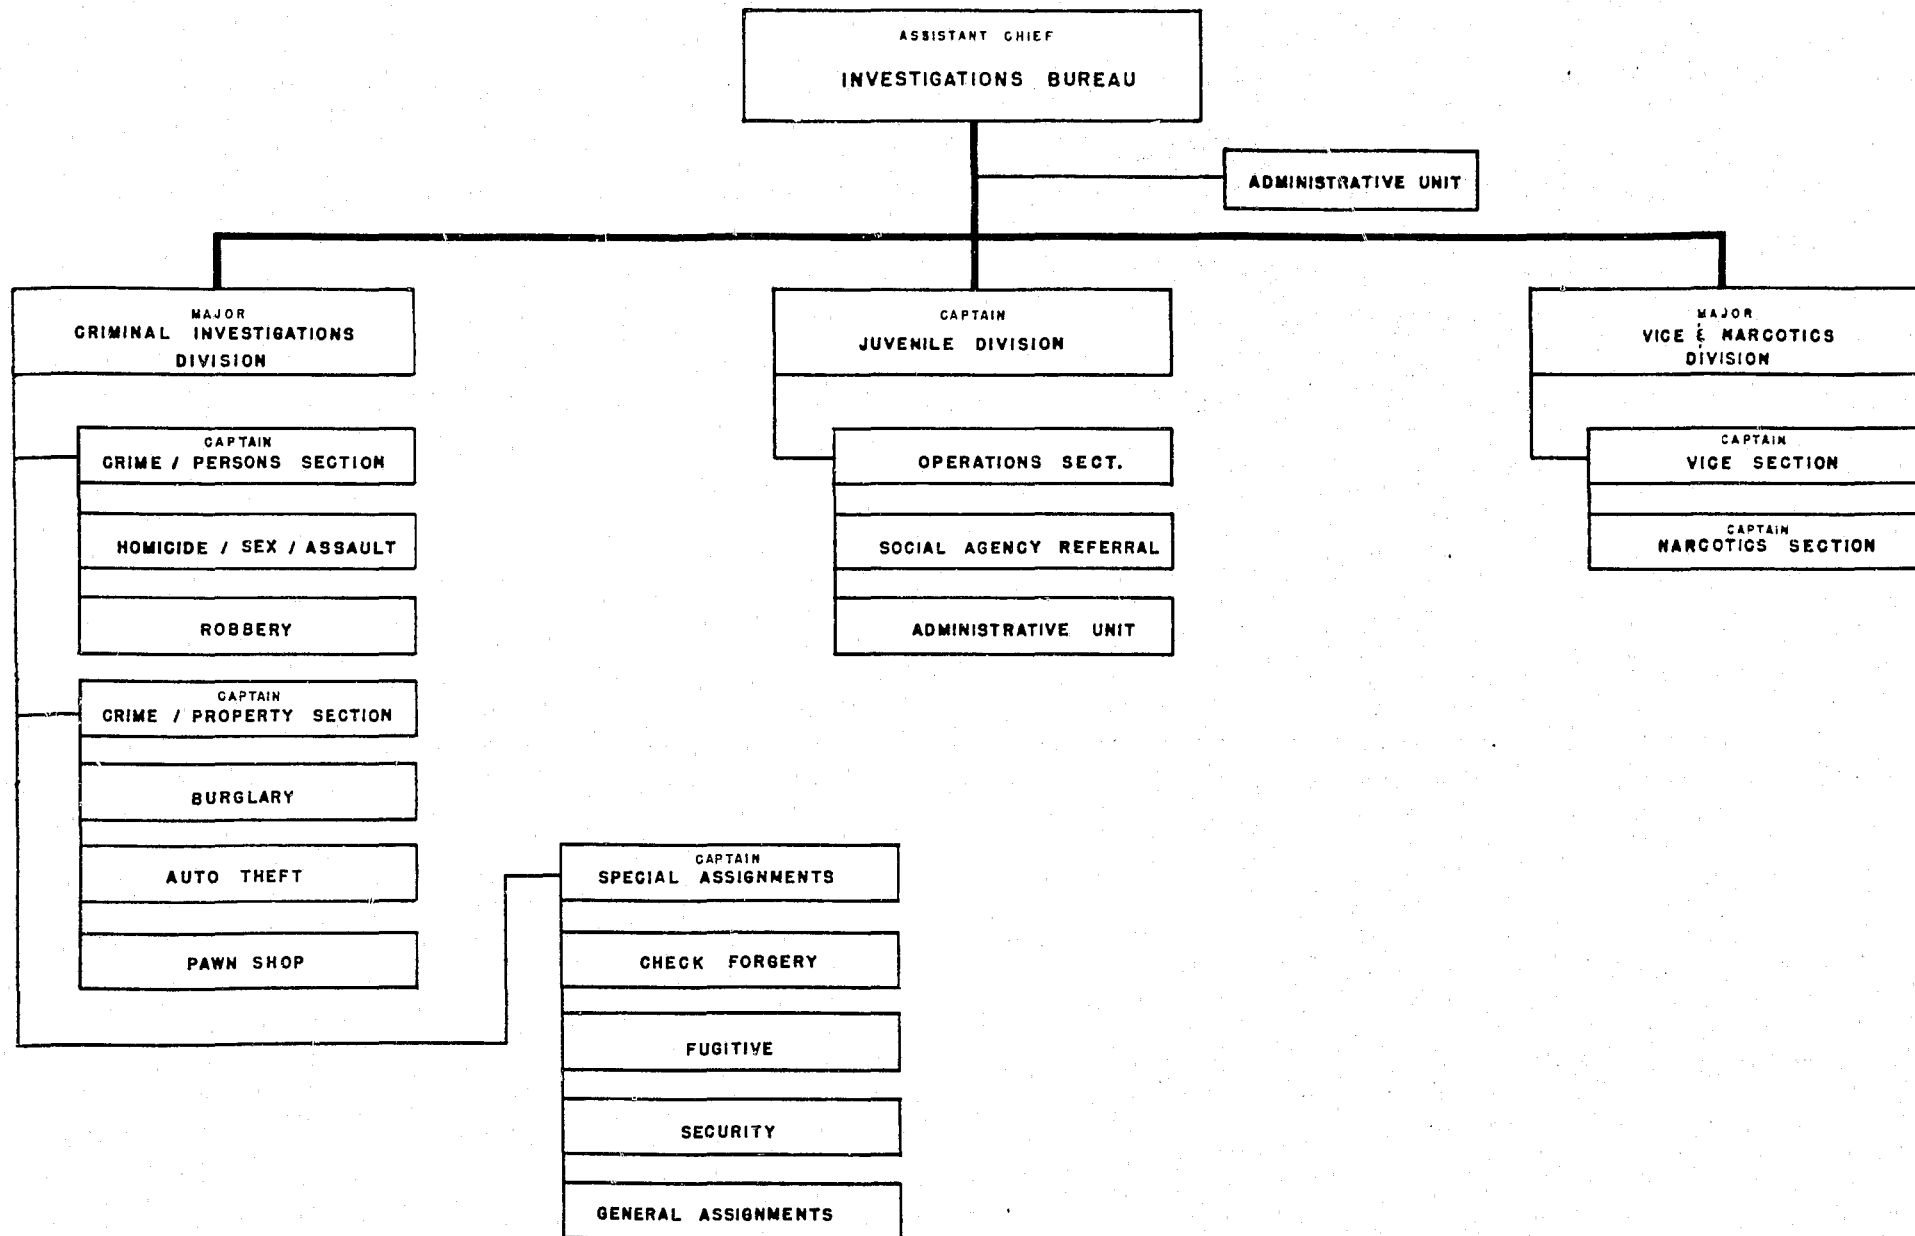 ASSISTANT CHIEF
INVESTIGATIONS BUREAU
ADMINISTRATIVE UNIT
MAJOR
CRIMINAL INVESTIGATIONS
DIVISION
CAPTAIN
CRIME / PERSONS SECTION
HOMICIDE / SEX / ASSAULT
ROBBERY
CAPTAIN
CRIME / PROPERTY SECTION
BURGLARY
AUTO THEFT
PAWN SHOP
CAPTAIN
SPECIAL ASSIGNMENTS
CHECK FORGERY
FUGITIVE
SECURITY
GENERAL ASSIGNMENTS
CAPTAIN
JUVENILE DIVISION
OPERATIONS SECT.
SOCIAL AGENCY REFERRAL
ADMINISTRATIVE UNIT
MAJOR
VICE & NARCOTICS
DIVISION
CAPTAIN
VICE SECTION
CAPTAIN
NARCOTICS SECTION